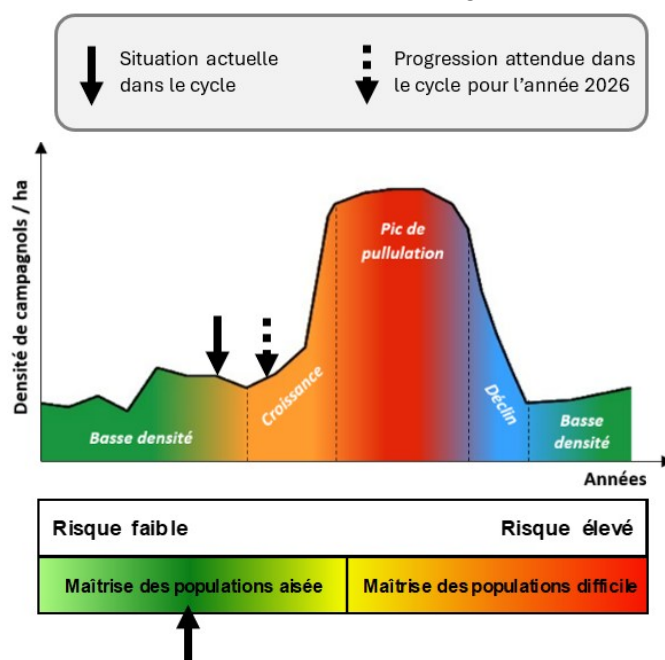 Situation actuelle
dans le cycle
Progression attendue dans
le cycle pour l’année 2026
Densité de campagnols / ha
Pic de
pullulation
Croissance
Déclin
Basse densité
Basse
densité
Années
Risque faible
Risque élevé
Maîtrise des populations aisée
Maîtrise des populations difficile